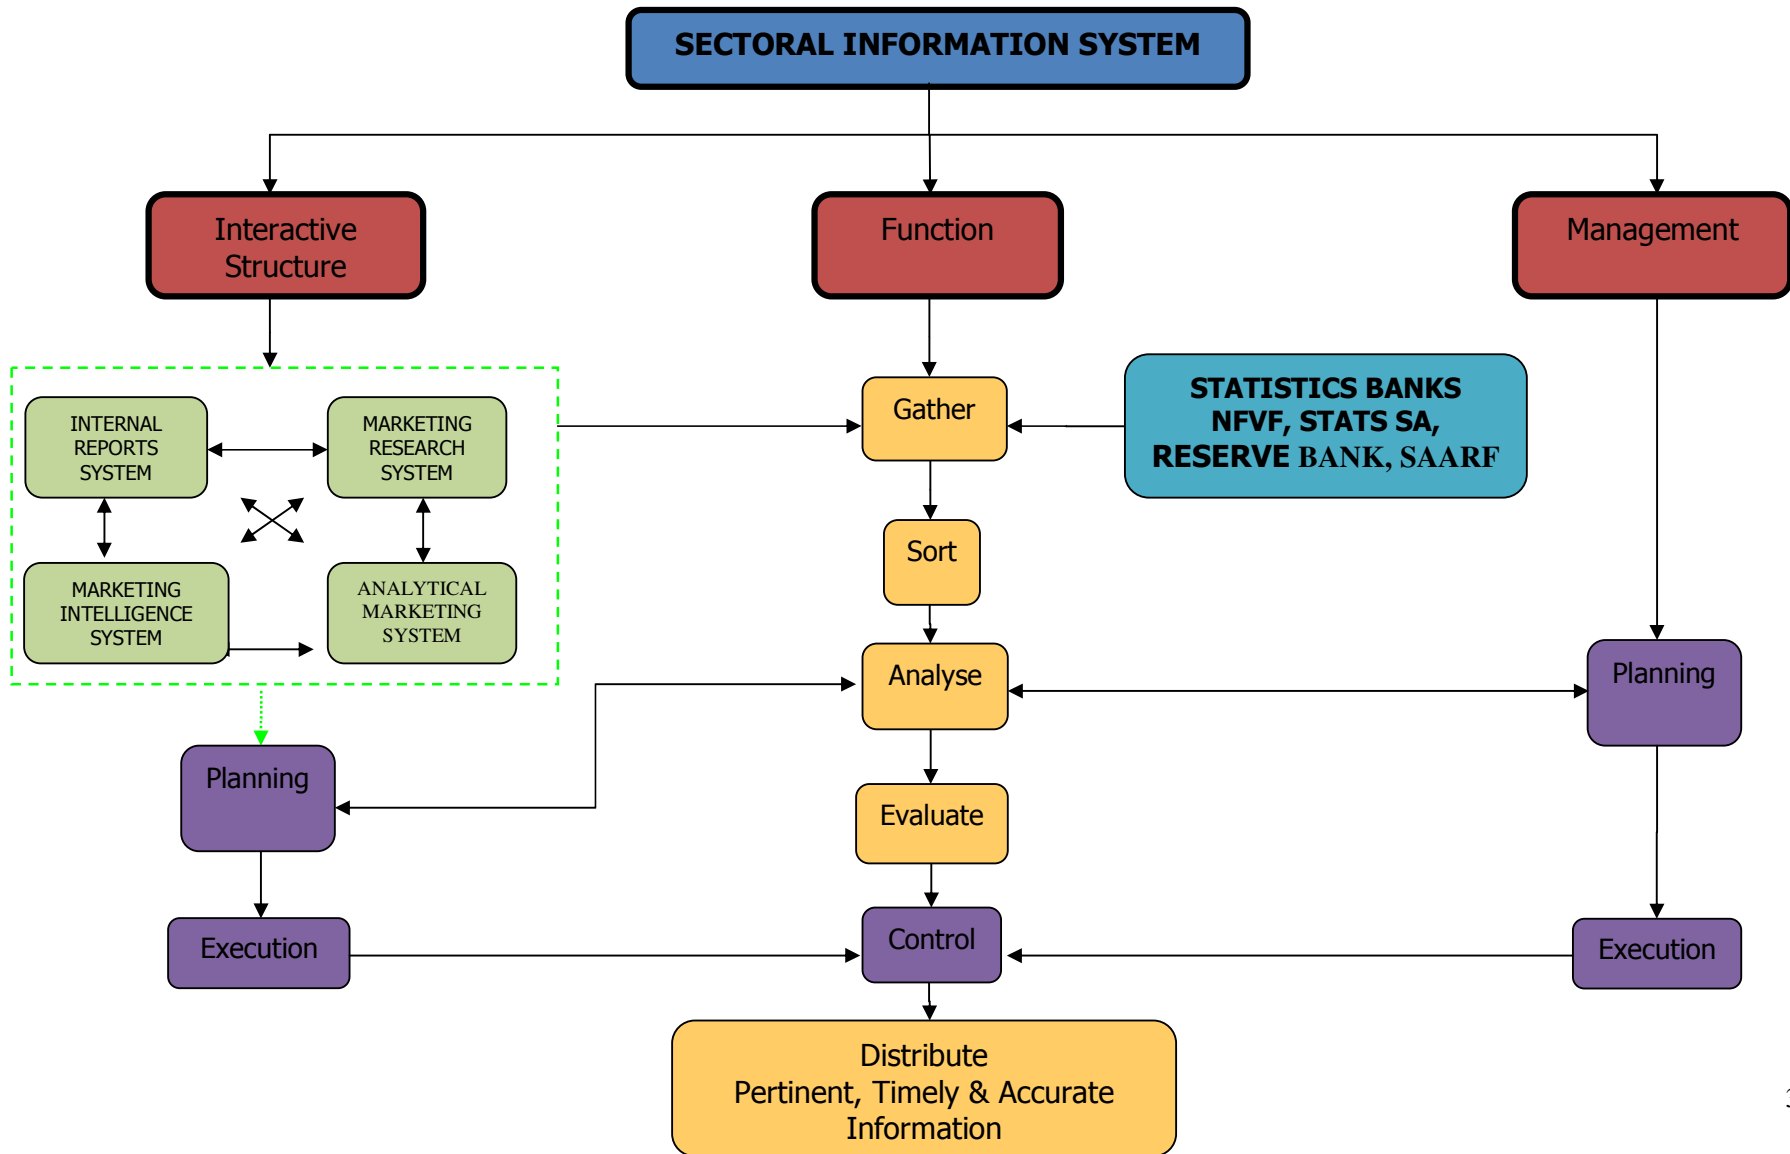 SECTORAL INFORMATION SYSTEM
Interactive
Structure
Function
Management
INTERNAL
REPORTS
SYSTEM
MARKETING
RESEARCH
SYSTEM
MARKETING
INTELLIGENCE
SYSTEM
ANALYTICAL
MARKETING
SYSTEM
Gather
STATISTICS BANKS
NFVF, STATS SA,
RESERVE BANK, SAARF
Sort
Analyse
Planning
Planning
Evaluate
Execution
Control
Execution
Distribute
Pertinent, Timely & Accurate
Information